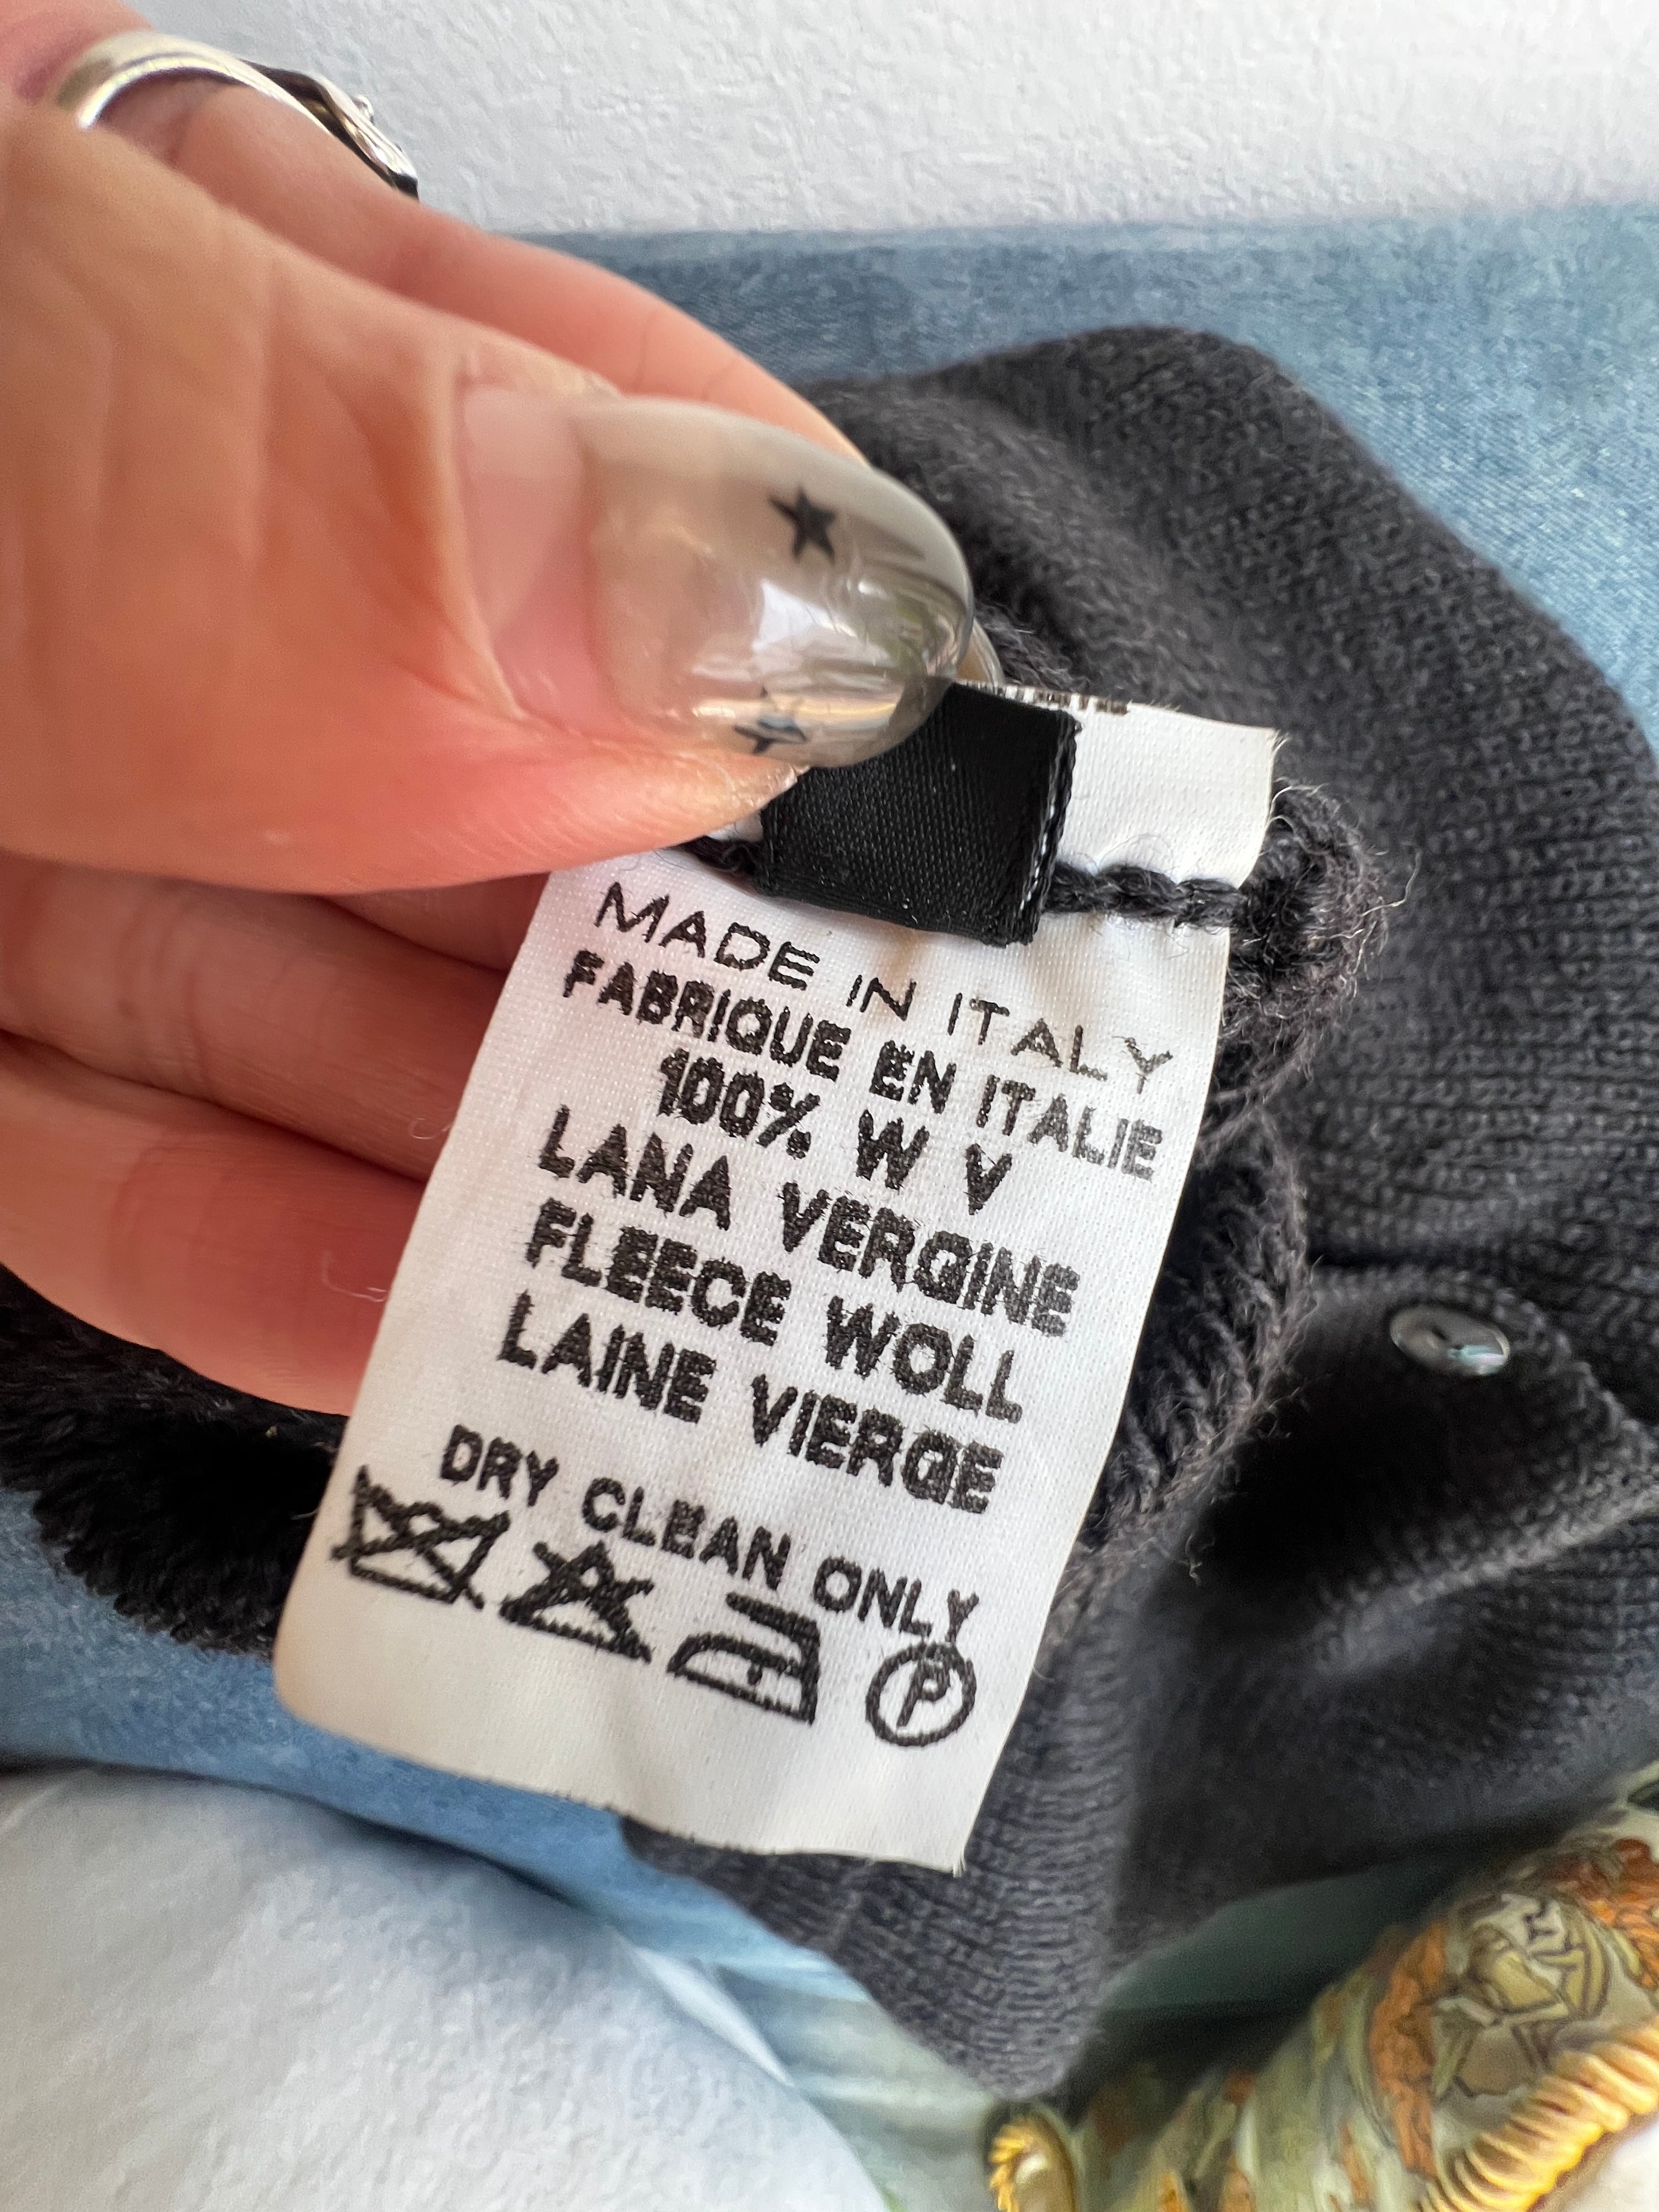 MADE IN ITALY
FABRIQUE EN ITALIE
100% W V
LANA VERGINE
FLEECE WOLL
LAINE VIERGE
DRY CLEAN ONLY
P